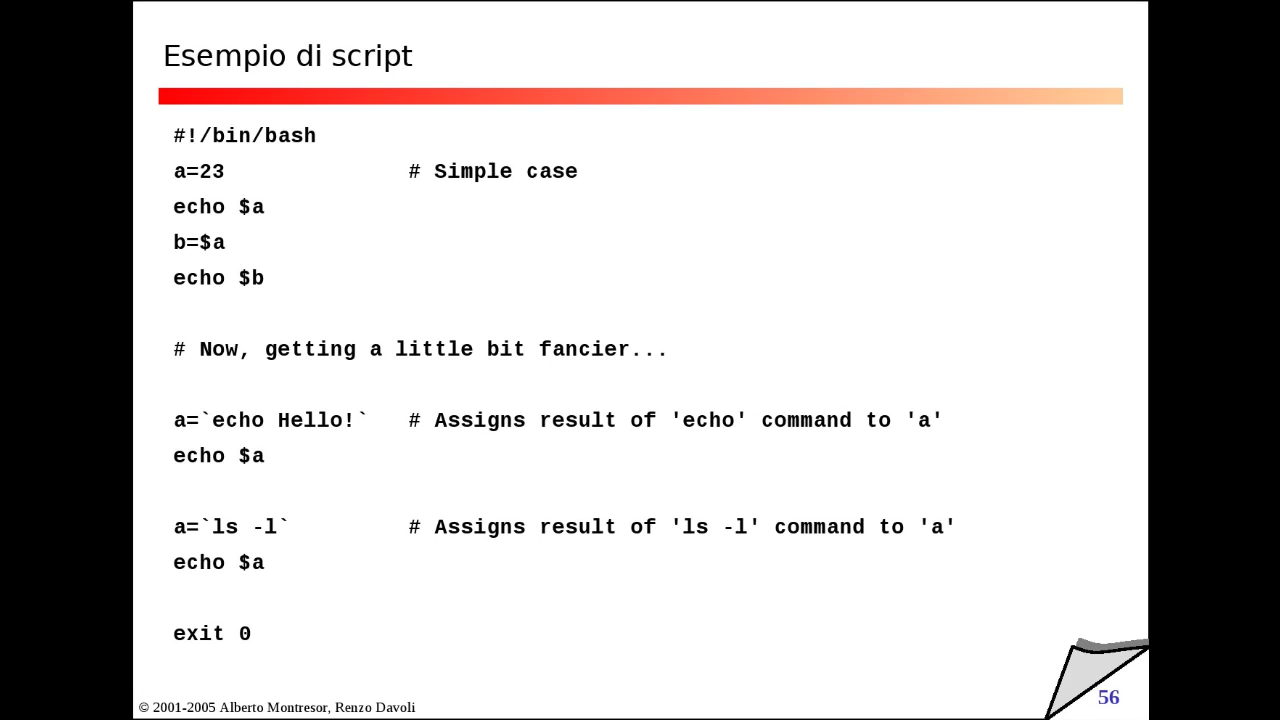 Esempio di script
#!/bin/bash
a=23 # Simple case
echo $a
b=$a
echo $b
# Now, getting a little bit fancier...
a=`echo Hello!` # Assigns result of 'echo' command to 'a'
echo $a
a=`ls -l` # Assigns result of 'ls -l' command to 'a'
echo $a
exit 0
© 2001-2005 Alberto Montresor, Renzo Davoli
56